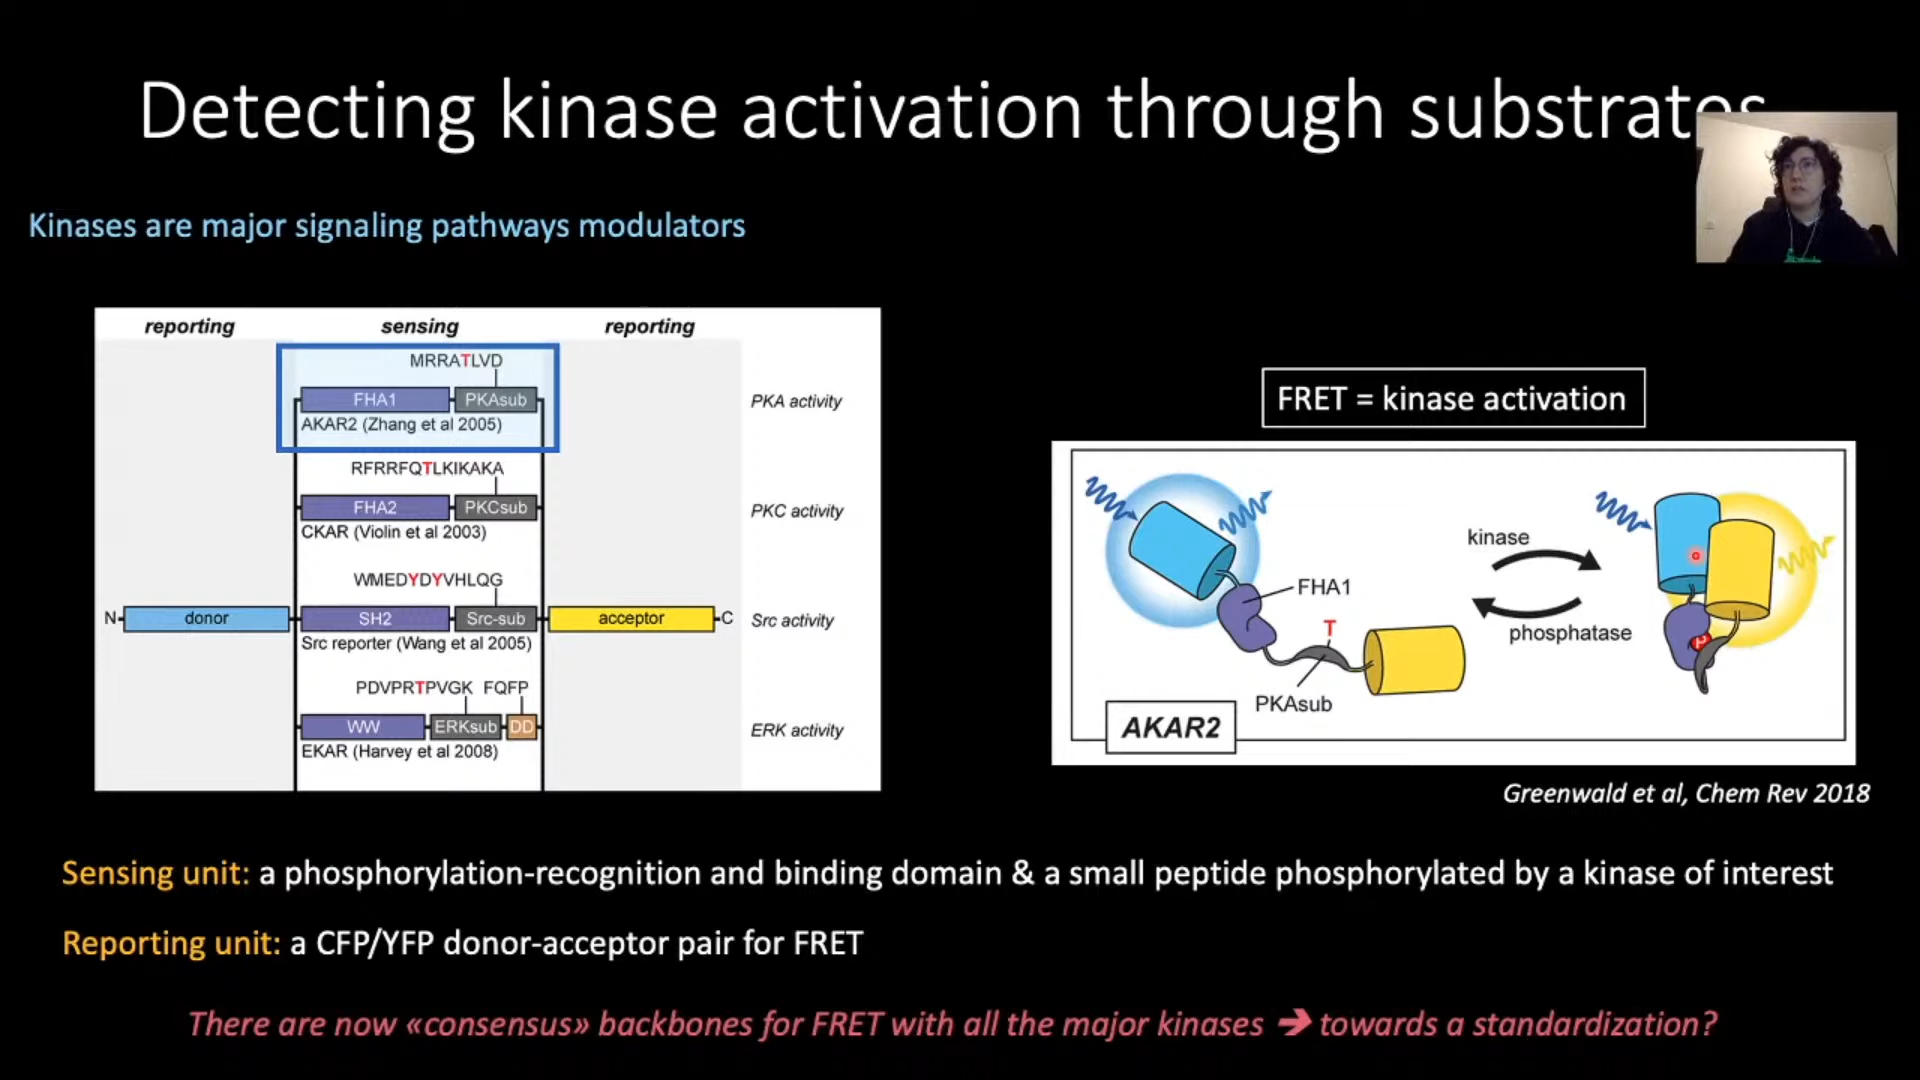 Detecting kinase activation through substrates
Kinases are major signaling pathways modulators
reporting sensing reporting
MRRATLVD
FHA1 PKAsub
AKAR2 (Zhang et al 2005)
PKA activity
RFRRFQTLKIKAKA
FHA2 PKCsub
CKAR (Violin et al 2003)
PKC activity
WMEDYDYVHLQG
N donor SH2 Src-sub acceptor C
Src reporter (Wang et al 2005)
Src activity
PDVPRTPVGK FQFP
WW ERKsub DD
EKAR (Harvey et al 2008)
ERK activity
FRET = kinase activation
FHA1
T
PKAsub
kinase
phosphatase
P
AKAR2
Greenwald et al, Chem Rev 2018
Sensing unit: a phosphorylation-recognition and binding domain & a small peptide phosphorylated by a kinase of interest
Reporting unit: a CFP/YFP donor-acceptor pair for FRET
There are now «consensus» backbones for FRET with all the major kinases → towards a standardization?